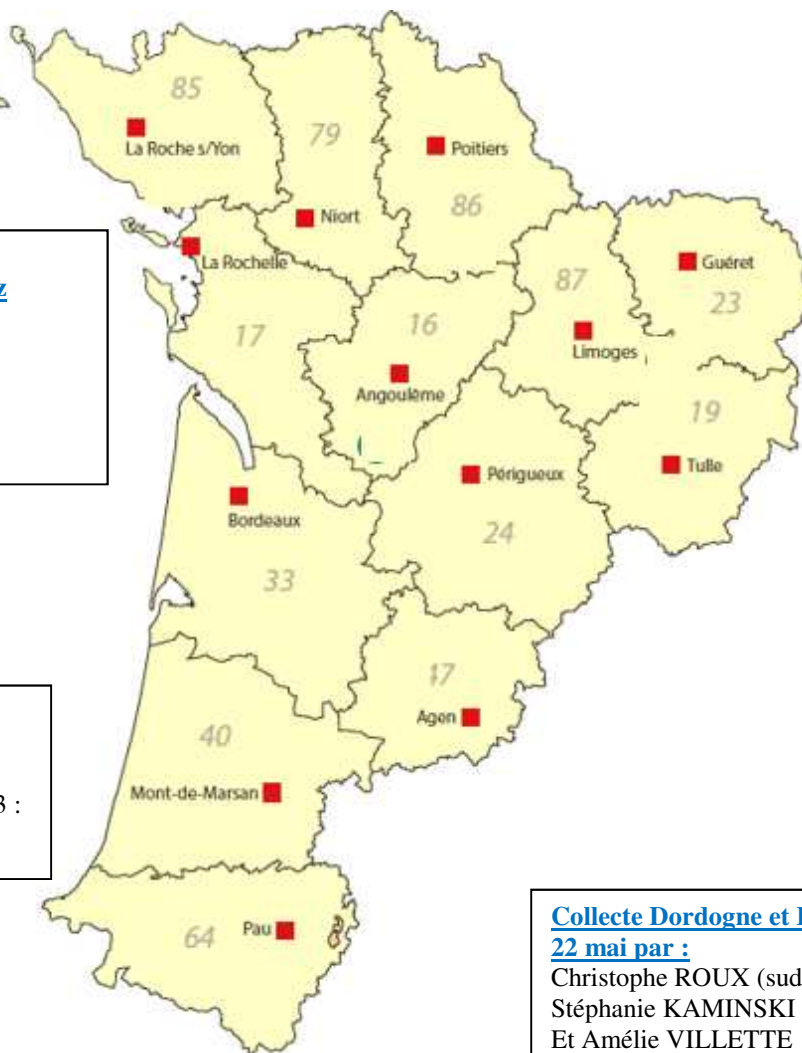 85
La Roche s/Yon
79
Poitiers
86
Niort
z
La Rochelle
Guéret
23
87
17
16
Limoges
Angoulême
19
Périgueux
Tulle
Bordeaux
24
33
47
Agen
40
Mont-de-Marsan
3 :
64
Pau
Collecte Dordogne et
22 mai par :
Christophe ROUX (sud
Stéphanie KAMINSKI
Et Amélie VILLETTE